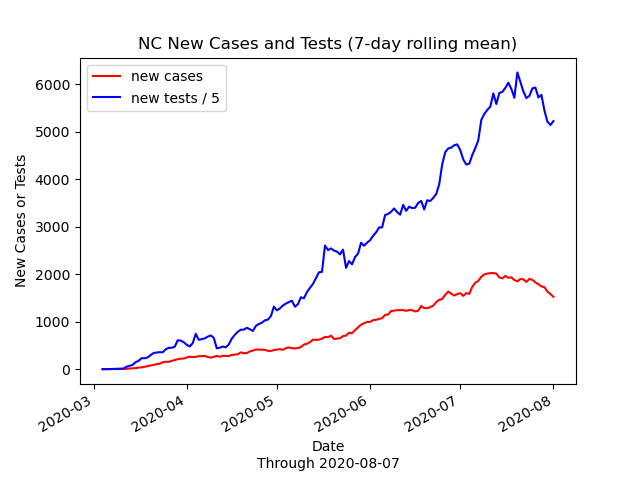 NC New Cases and Tests (7-day rolling mean)
new cases
new tests / 5
New Cases or Tests
6000
5000
4000
3000
2000
1000
0
2020-03
2020-04
2020-05
2020-06
2020-07
2020-08
Date
Through 2020-08-07